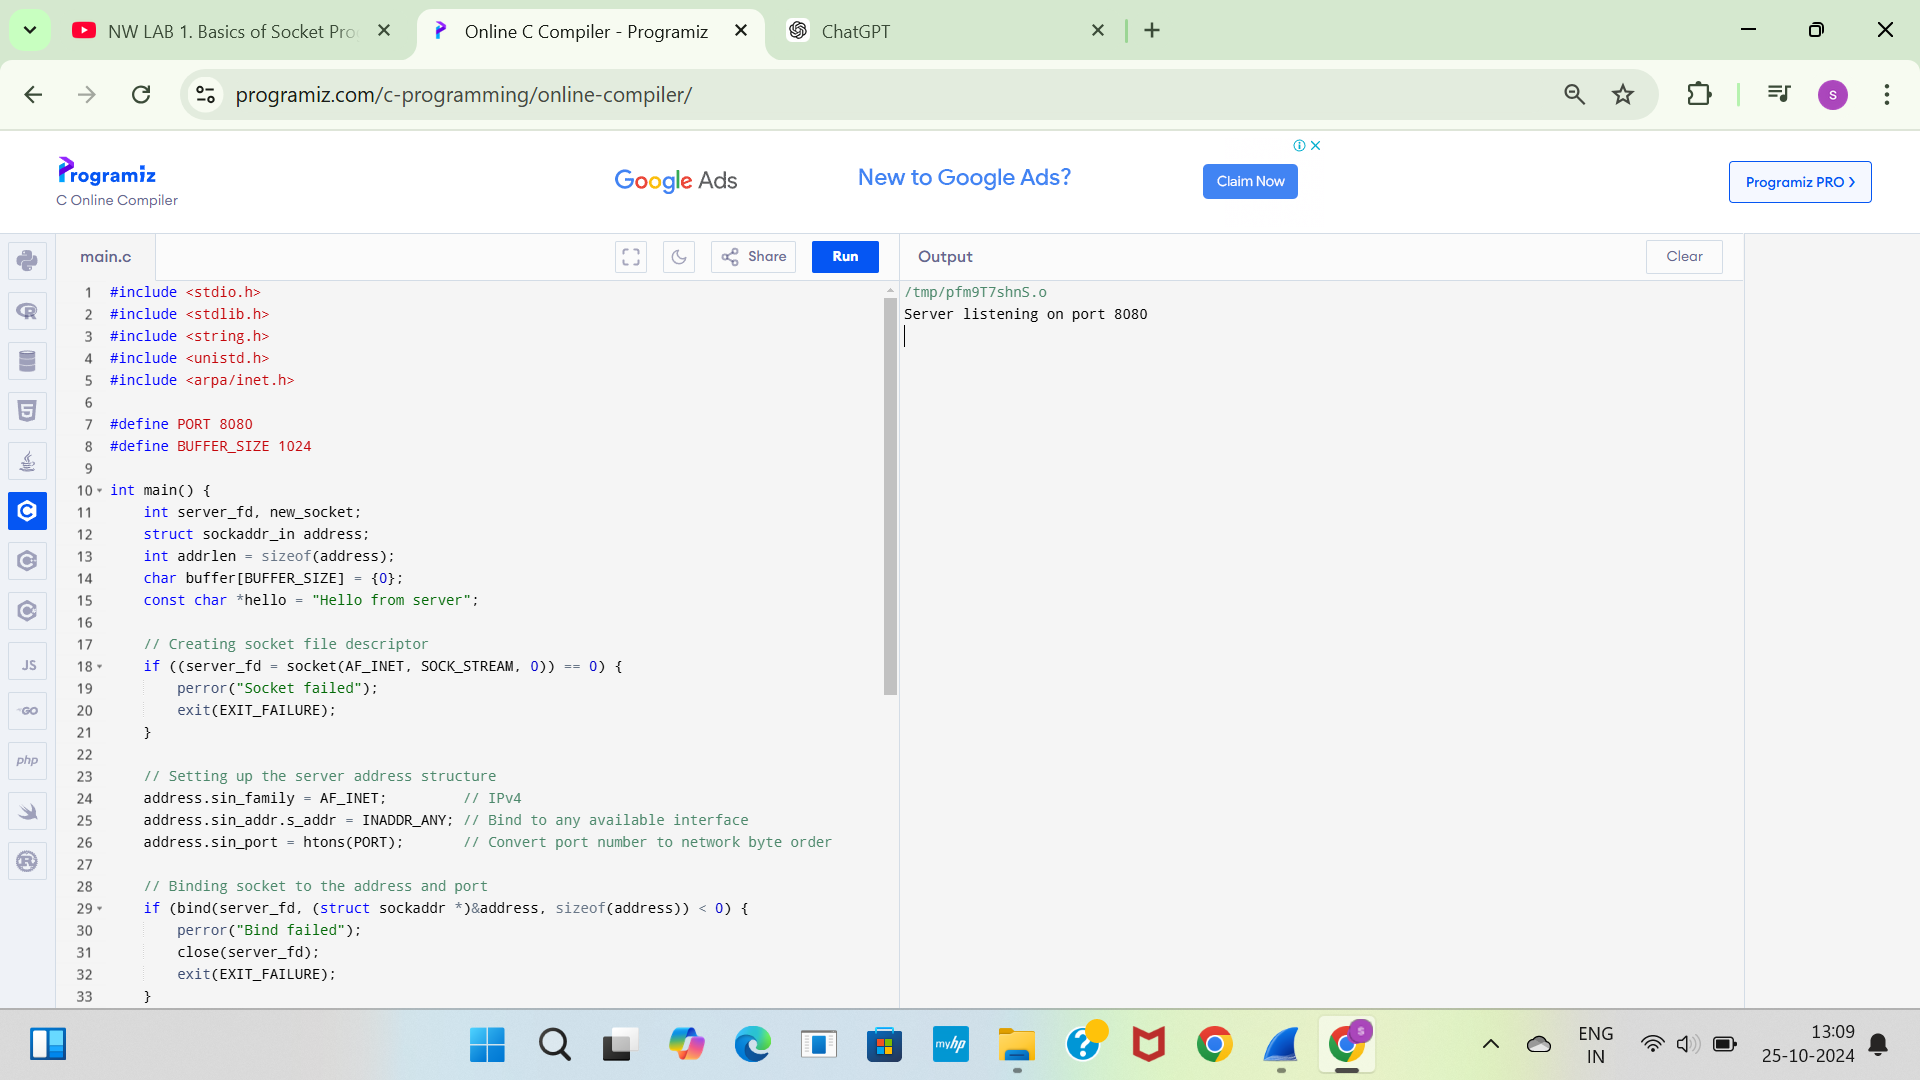 NW LAB 1. Basics of Socket Pro
Online C Compiler - Programiz
ChatGPT
programiz.com/c-programming/online-compiler/
S
Programiz
C Online Compiler
Google Ads
New to Google Ads?
Claim Now
Programiz PRO >
main.c
Share
Run
Output
Clear
1 #include <stdio.h>
2 #include <stdlib.h>
3 #include <string.h>
4 #include <unistd.h>
5 #include <arpa/inet.h>
6
7 #define PORT 8080
8 #define BUFFER_SIZE 1024
9
10 int main() {
11 int server_fd, new_socket;
12 struct sockaddr_in address;
13 int addrlen = sizeof(address);
14 char buffer[BUFFER_SIZE] = {0};
15 const char *hello = "Hello from server";
16
17 // Creating socket file descriptor
18 if ((server_fd = socket(AF_INET, SOCK_STREAM, 0)) == 0) {
19 perror("Socket failed");
20 exit(EXIT_FAILURE);
21 }
22
23 // Setting up the server address structure
24 address.sin_family = AF_INET; // IPv4
25 address.sin_addr.s_addr = INADDR_ANY; // Bind to any available interface
26 address.sin_port = htons(PORT); // Convert port number to network byte order
27
28 // Binding socket to the address and port
29 if (bind(server_fd, (struct sockaddr *)&address, sizeof(address)) < 0) {
30 perror("Bind failed");
31 close(server_fd);
32 exit(EXIT_FAILURE);
33 }
/tmp/pfm9T7shnS.o
Server listening on port 8080
JS
GO
php
myhp
S
ENG
IN
13:09
25-10-2024